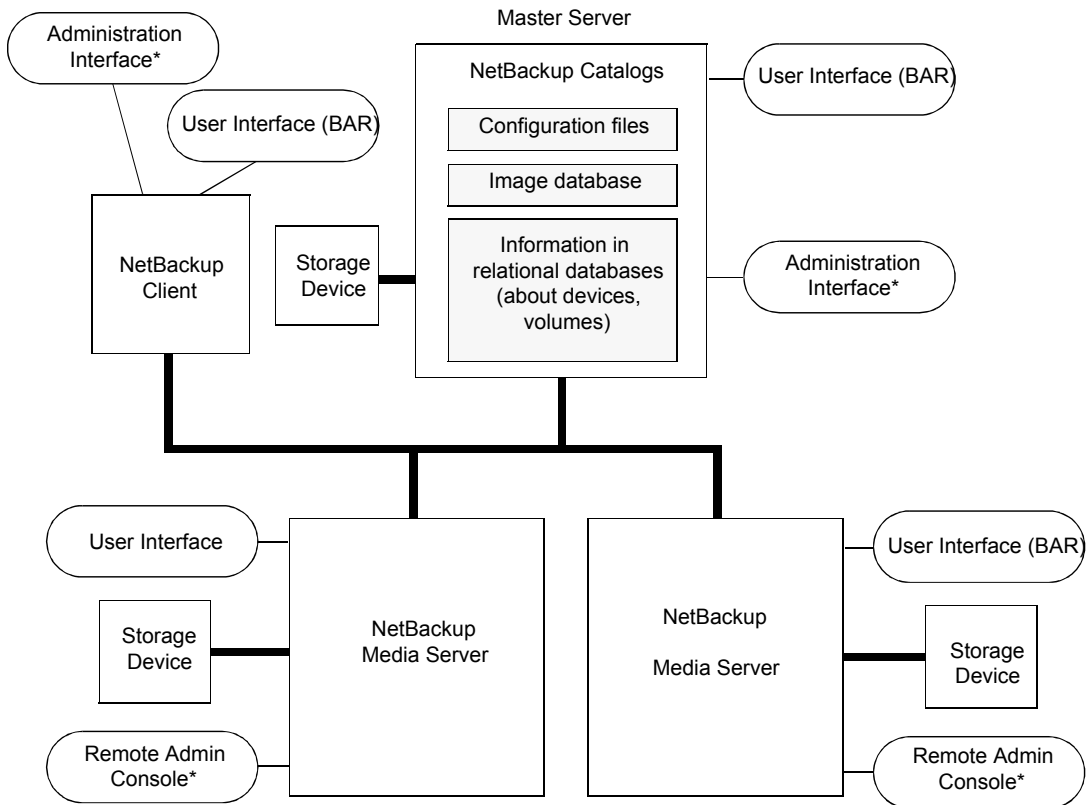 Master Server
Administration
Interface*
NetBackup Catalogs
User Interface (BAR)
User Interface (BAR)
Configuration files
Image database
NetBackup
Client
Storage
Device
Information in
relational databases
(about devices,
volumes)
Administration
Interface*
User Interface
User Interface (BAR)
Storage
Device
NetBackup
Media Server
NetBackup
Media Server
Storage
Device
Remote Admin
Console*
Remote Admin
Console*